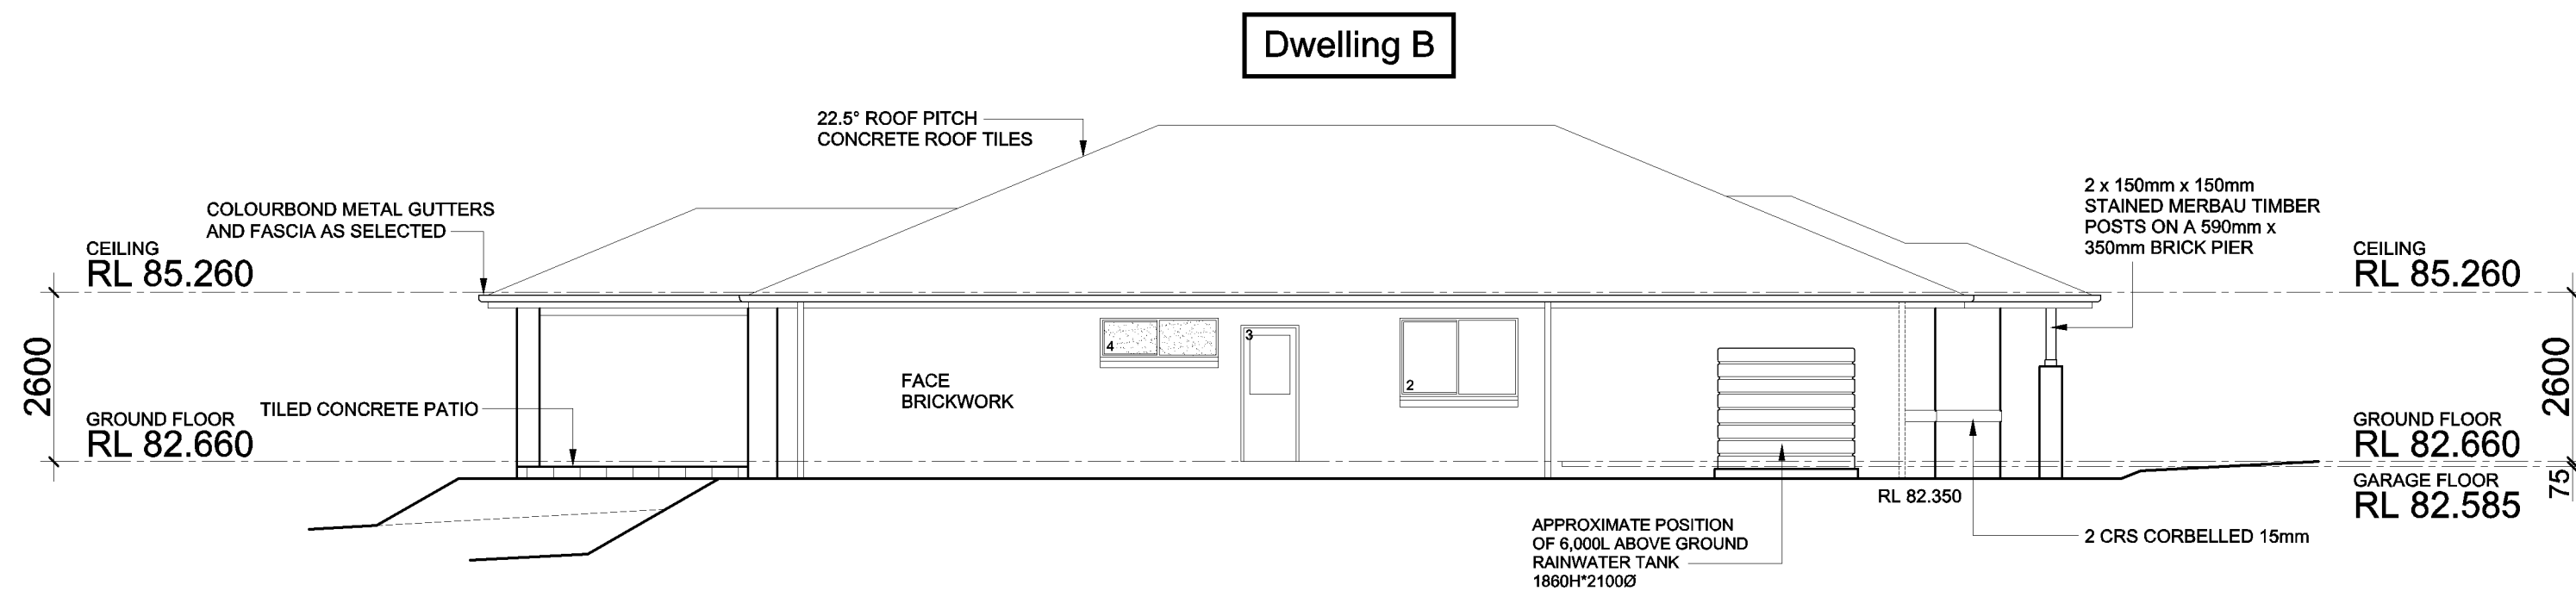 Dwelling B
22.5° ROOF PITCH
CONCRETE ROOF TILES
COLOURBOND METAL GUTTERS
AND FASCIA AS SELECTED
2 x 150mm x 150mm
STAINED MERBAU TIMBER
POSTS ON A 590mm x
350mm BRICK PIER
CEILING
RL 85.260
CEILING
RL 85.260
2600
4
3
2
FACE
BRICKWORK
2600
TILED CONCRETE PATIO
GROUND FLOOR
RL 82.660
GROUND FLOOR
RL 82.660
75
GARAGE FLOOR
RL 82.585
RL 82.350
APPROXIMATE POSITION
OF 6,000L ABOVE GROUND
RAINWATER TANK
1860H*2100Ø
2 CRS CORBELLED 15mm